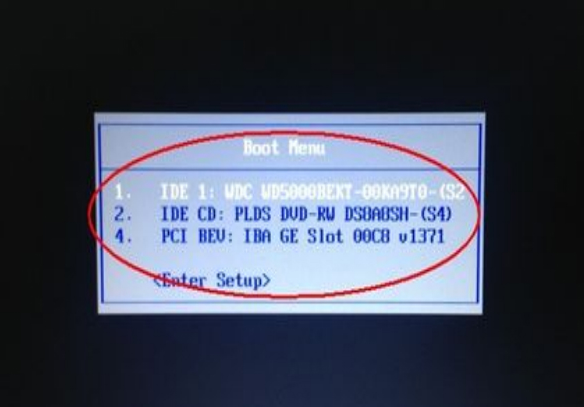 Boot Menu
1. IDE 1: WDC WD5000BEKT-00KA9T0-(S2
2. IDE CD: PLDS DVD-RW DS8A8SH-(S4)
4. PCI BEV: IBA GE Slot 00C8 v1371
<Enter Setup>